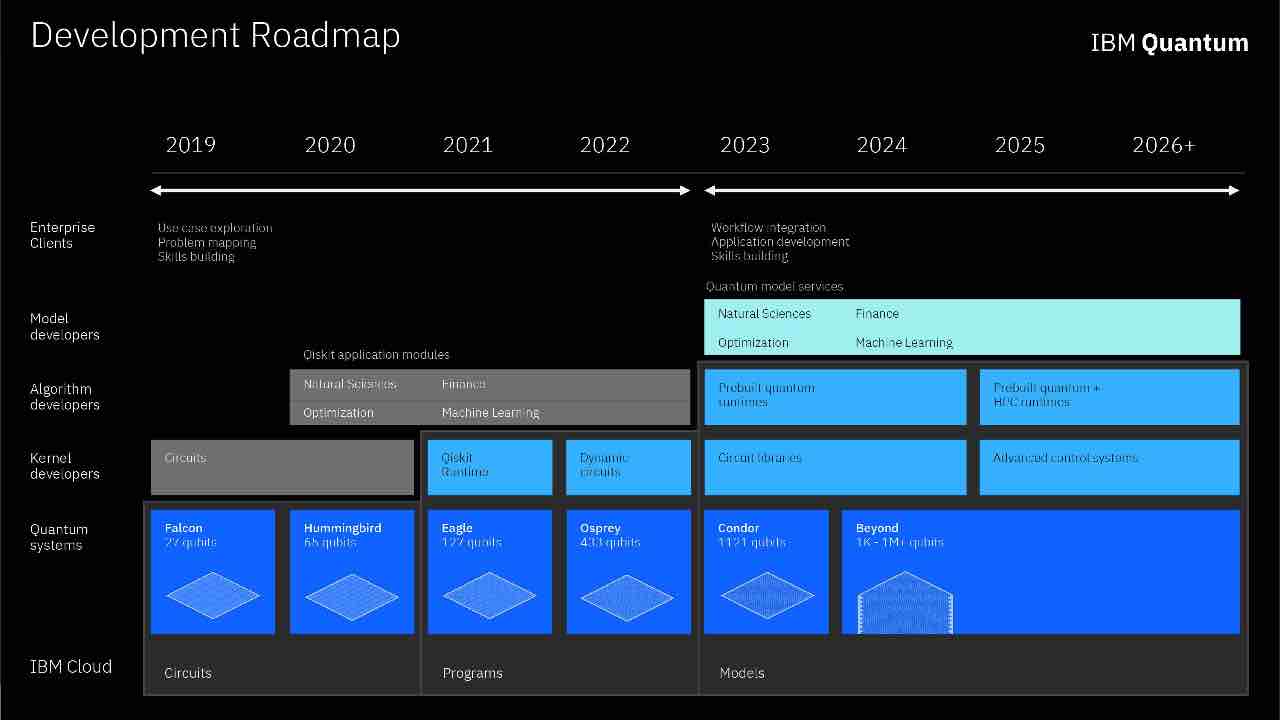 Development Roadmap
IBM Quantum
2019
2020
2021
2022
2023
2024
2025
2026+
Enterprise
Clients
Use case exploration
Problem mapping
Skills building
Workflow integration
Application development
Skills building
Model
developers
Quantum model services
Natural Sciences
Finance
Optimization
Machine Learning
Algorithm
developers
Qiskit application modules
Natural Sciences
Finance
Optimization
Machine Learning
Prebuilt quantum
runtimes
Prebuilt quantum +
HPC runtimes
Kernel
developers
Circuits
Qiskit
Runtime
Dynamic
circuits
Circuit libraries
Advanced control systems
Quantum
systems
Falcon
27 qubits
Hummingbird
65 qubits
Eagle
127 qubits
Osprey
433 qubits
Condor
1121 qubits
Beyond
1K - 1M+ qubits
IBM Cloud
Circuits
Programs
Models